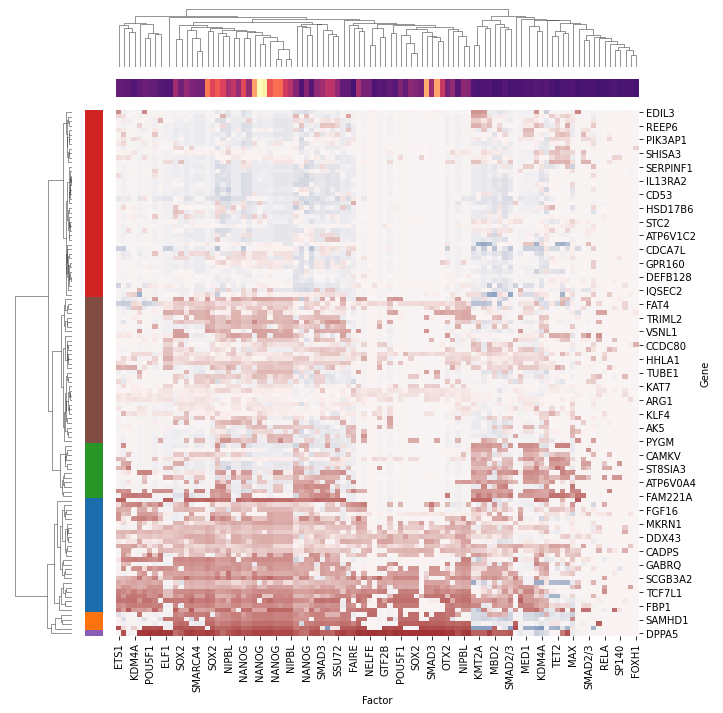 EDIL3
REEP6
PIK3AP1
SHISA3
SERPINF1
IL13RA2
CD53
HSD17B6
STC2
ATP6V1C2
CDCA7L
GPR160
DEFB128
IQSEC2
FAT4
TRIML2
VSNL1
CCDC80
HHLA1
TUBE1
KAT7
ARG1
KLF4
AK5
PYGM
CAMKV
ST8SIA3
ATP6V0A4
FAM221A
FGF16
MKRN1
DDX43
CADPS
GABRQ
SCGB3A2
TCF7L1
FBP1
SAMHD1
DPPA5
Gene
ETS1
KDM4A
POU5F1
ELF1
SOX2
SMARCA4
SOX2
NIPBL
NANOG
NANOG
NANOG
NIPBL
NANOG
SMAD3
SSU72
FAIRE
NELFE
GTF2B
POU5F1
SOX2
SMAD3
OTX2
NIPBL
KMT2A
MBD2
SMAD2/3
MED1
KDM4A
TET2
MAX
SMAD2/3
RELA
SP140
FOXH1
Factor